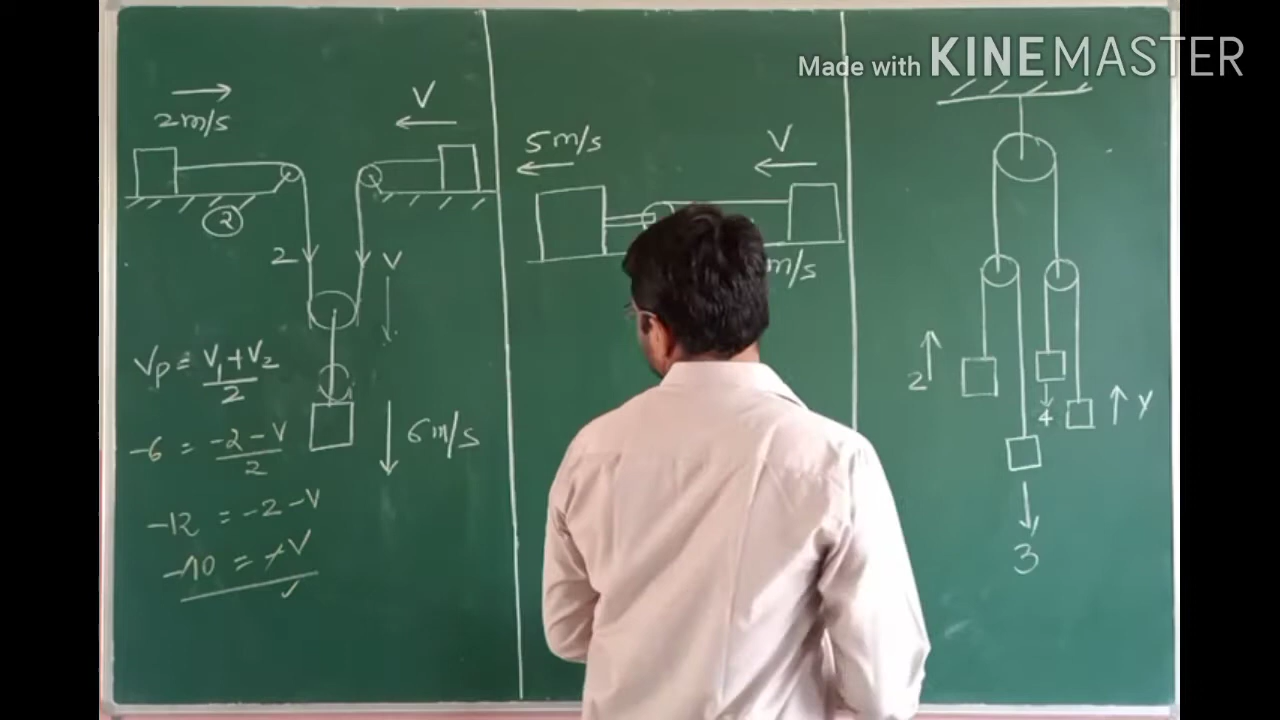 Made with KINEMASTER
2m/s
V
2
2
V
Vp = V1+V2
2
-6 = -2-V
2
-12 = -2-V
-10 = -V
6m/s
5m/s
V
m/s
2
4
Y
3